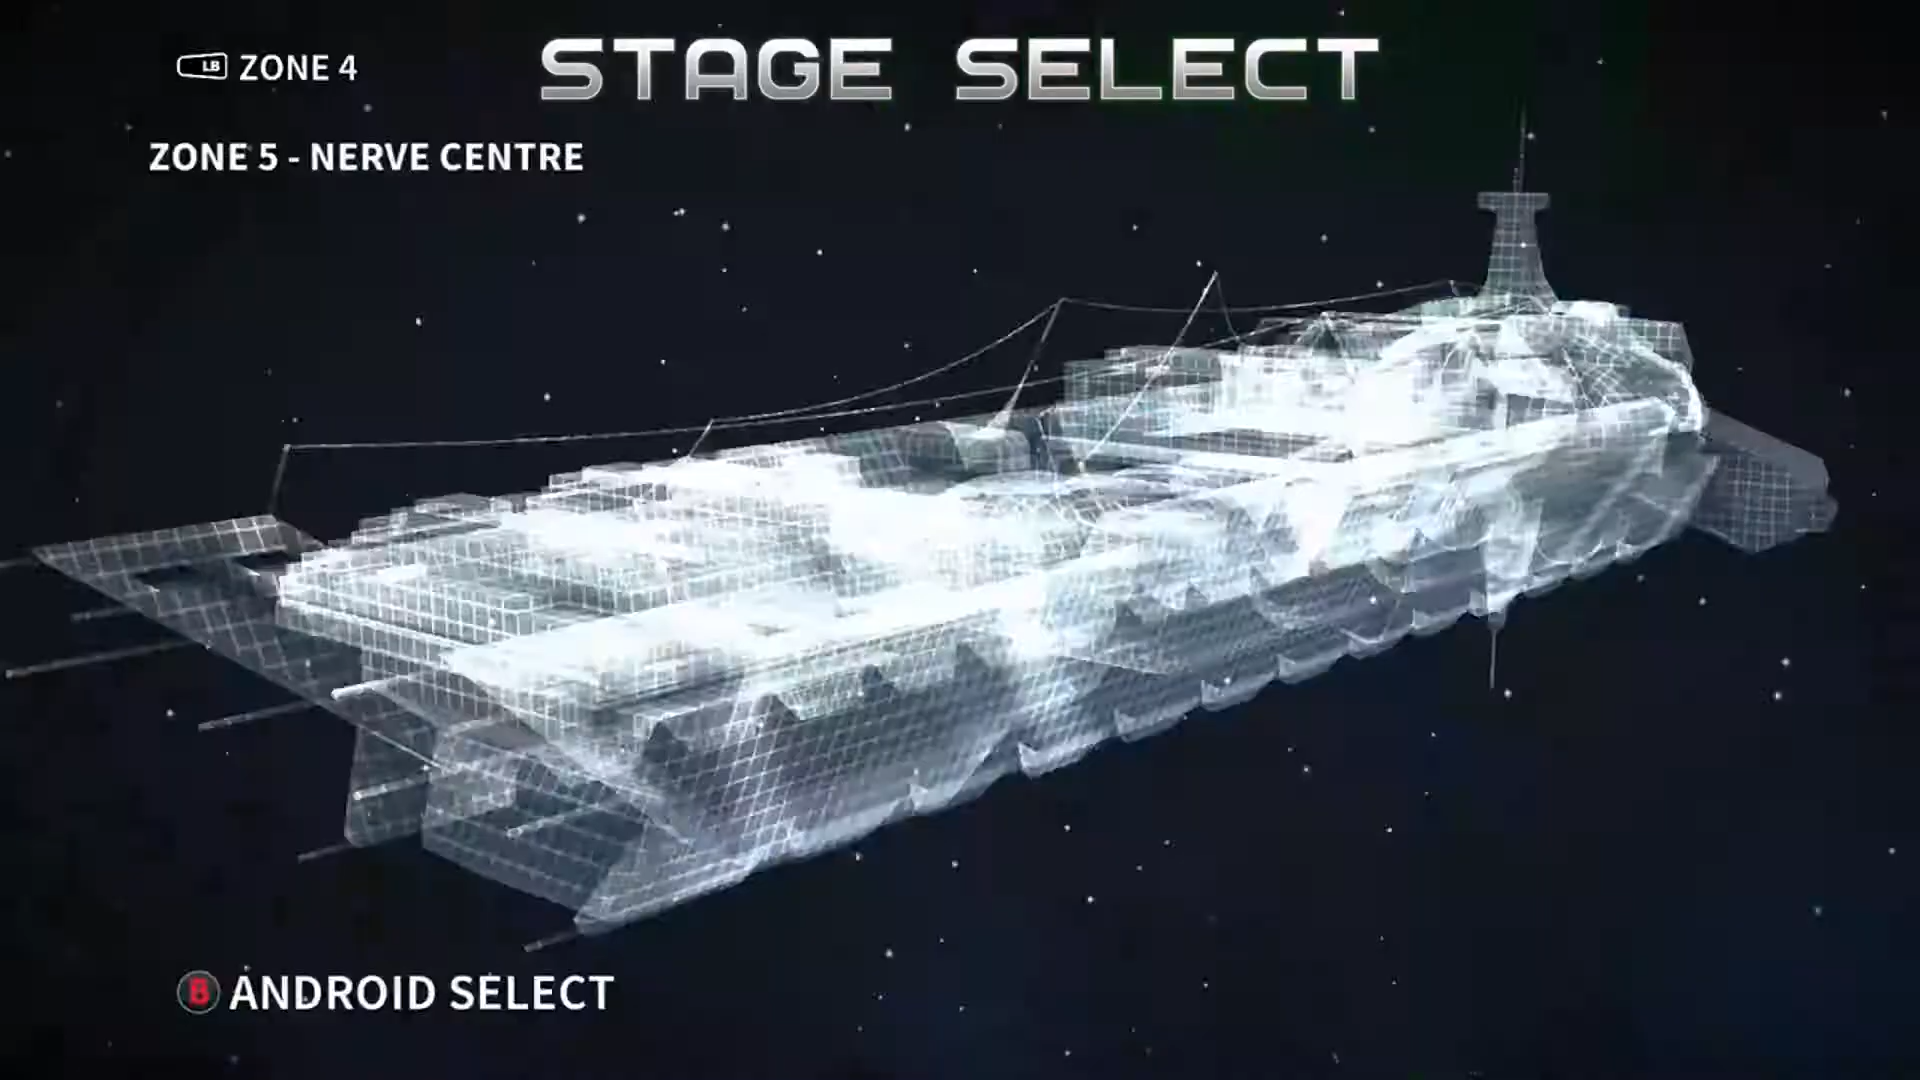 STAGE SELECT
LB ZONE 4
ZONE 5 - NERVE CENTRE
B ANDROID SELECT